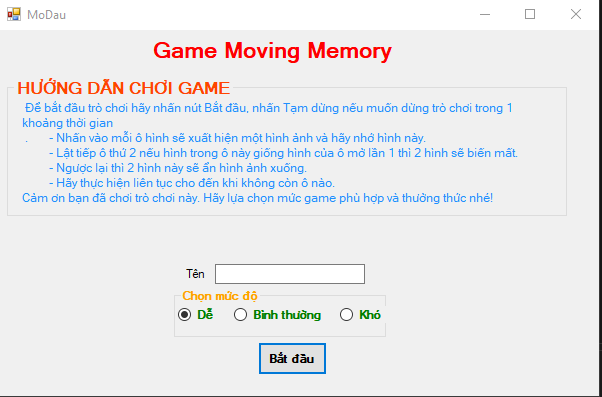 MoDau
Game Moving Memory
HƯỚNG DẪN CHƠI GAME
Để bắt đầu trò chơi hãy nhấn nút Bắt đầu, nhấn Tạm dừng nếu muốn dừng trò chơi trong 1
khoảng thời gian
. - Nhấn vào mỗi ô hình sẽ xuất hiện một hình ảnh và hãy nhớ hình này.
- Lật tiếp ô thứ 2 nếu hình trong ô này giống hình của ô mở lần 1 thì 2 hình sẽ biến mất.
- Ngược lại thì 2 hình này sẽ ẩn hình ảnh xuống.
- Hãy thực hiện liên tục cho đến khi không còn ô nào.
Cảm ơn bạn đã chơi trò chơi này. Hãy lựa chọn mức game phù hợp và thưởng thức nhé!
Tên
Chọn mức độ
Dễ Bình thường Khó
Bắt đầu